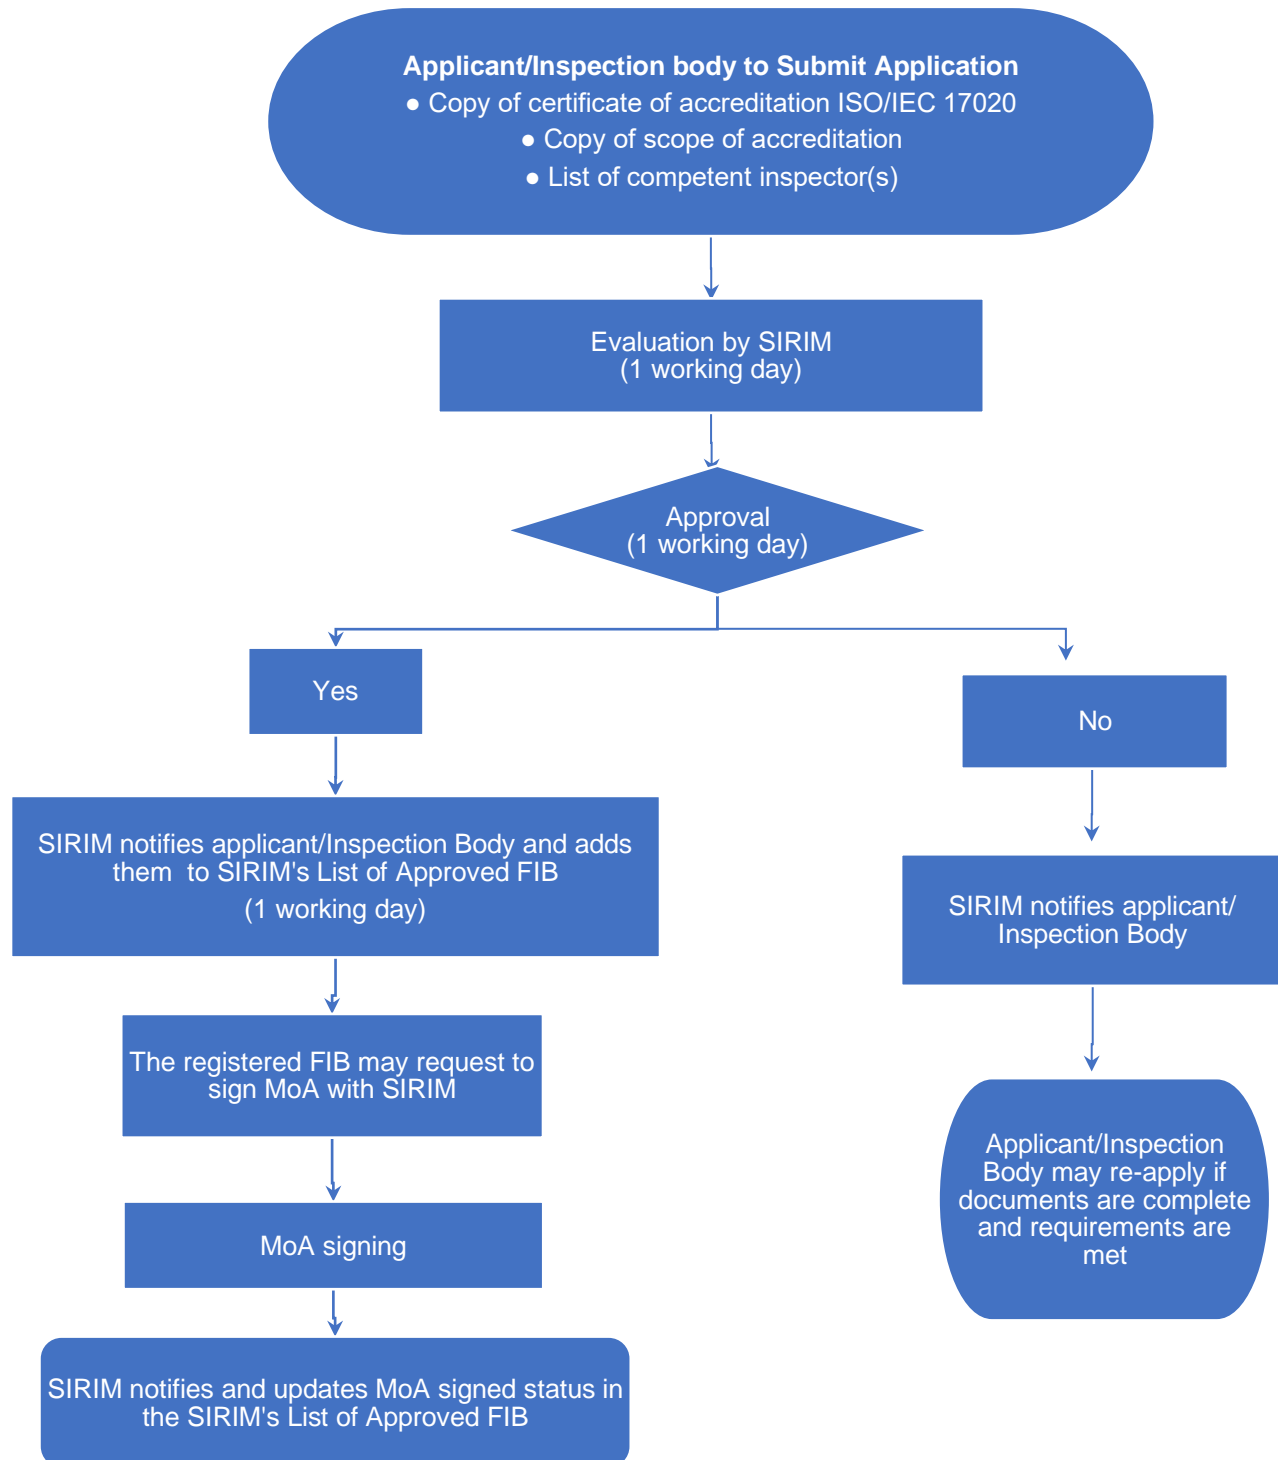 Applicant/Inspection body to Submit Application
● Copy of certificate of accreditation ISO/IEC 17020
● Copy of scope of accreditation
● List of competent inspector(s)
Evaluation by SIRIM
(1 working day)
Approval
(1 working day)
Yes
No
SIRIM notifies applicant/Inspection Body and adds
them to SIRIM's List of Approved FIB
(1 working day)
SIRIM notifies applicant/
Inspection Body
The registered FIB may request to
sign MoA with SIRIM
Applicant/Inspection
Body may re-apply if
documents are complete
and requirements are
met
MoA signing
SIRIM notifies and updates MoA signed status in
the SIRIM's List of Approved FIB